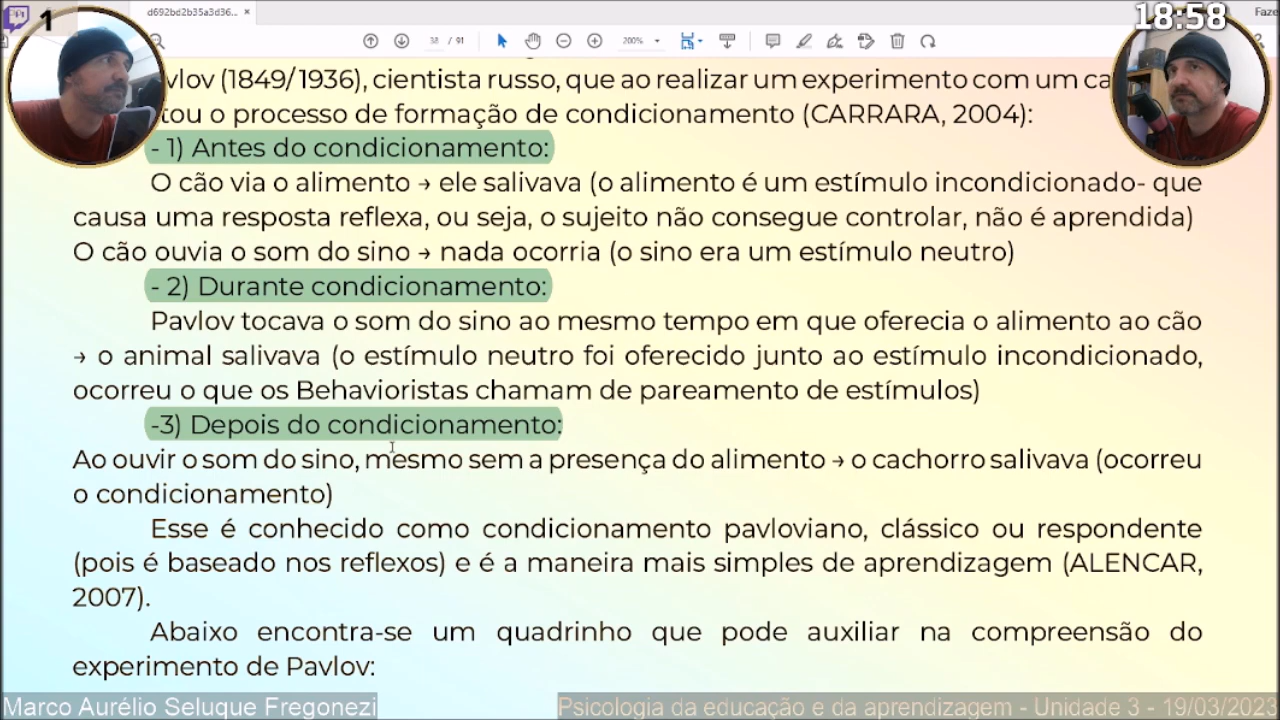 1
d692bd2b35a3d36...
18:58
Faze
38 / 91
200%
vlov (1849/1936), cientista russo, que ao realizar um experimento com um ca
tou o processo de formação de condicionamento (CARRARA, 2004):
- 1) Antes do condicionamento:
O cão via o alimento → ele salivava (o alimento é um estímulo incondicionado- que
causa uma resposta reflexa, ou seja, o sujeito não consegue controlar, não é aprendida)
O cão ouvia o som do sino → nada ocorria (o sino era um estímulo neutro)
- 2) Durante condicionamento:
Pavlov tocava o som do sino ao mesmo tempo em que oferecia o alimento ao cão
→ o animal salivava (o estímulo neutro foi oferecido junto ao estímulo incondicionado,
ocorreu o que os Behavioristas chamam de pareamento de estímulos)
-3) Depois do condicionamento:
Ao ouvir o som do sino, mesmo sem a presença do alimento → o cachorro salivava (ocorreu
o condicionamento)
Esse é conhecido como condicionamento pavloviano, clássico ou respondente
(pois é baseado nos reflexos) e é a maneira mais simples de aprendizagem (ALENCAR,
2007).
Abaixo encontra-se um quadrinho que pode auxiliar na compreensão do
experimento de Pavlov:
Marco Aurélio Seluque Fregonezi
Psicologia da educação e da aprendizagem - Unidade 3 - 19/03/2023